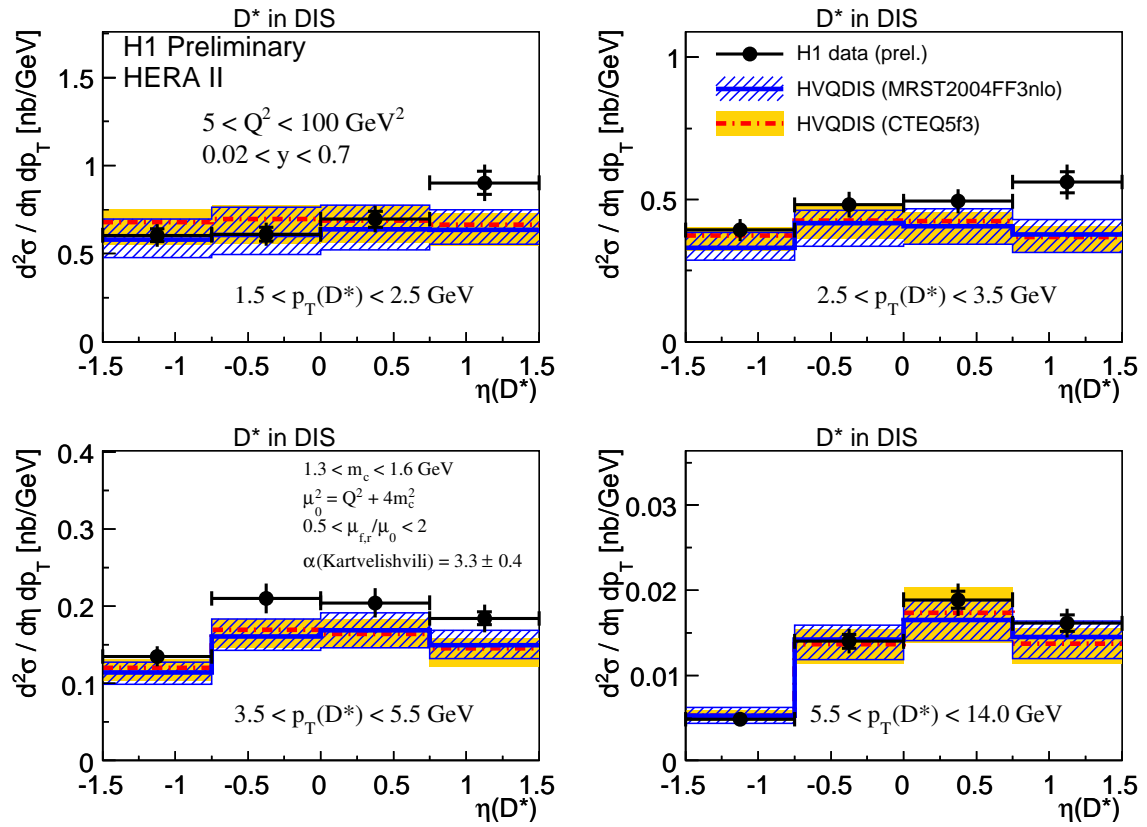 D* in DIS
H1 Preliminary
HERA II
5 < Q² < 100 GeV²
0.02 < y < 0.7
1.5 < p_T(D*) < 2.5 GeV
d²σ / dη dp_T [nb/GeV]
1.5
1
0.5
0
-1.5 -1 -0.5 0 0.5 1 1.5
η(D*)
D* in DIS
H1 data (prel.)
HVQDIS (MRST2004FF3nlo)
HVQDIS (CTEQ5f3)
2.5 < p_T(D*) < 3.5 GeV
d²σ / dη dp_T [nb/GeV]
1
0.5
0
-1.5 -1 -0.5 0 0.5 1 1.5
η(D*)
D* in DIS
1.3 < m_c < 1.6 GeV
μ_0² = Q² + 4m_c²
0.5 < μ_f,r/μ_0 < 2
α(Kartvelishvili) = 3.3 ± 0.4
3.5 < p_T(D*) < 5.5 GeV
d²σ / dη dp_T [nb/GeV]
0.4
0.3
0.2
0.1
0
-1.5 -1 -0.5 0 0.5 1 1.5
η(D*)
D* in DIS
5.5 < p_T(D*) < 14.0 GeV
d²σ / dη dp_T [nb/GeV]
0.03
0.02
0.01
0
-1.5 -1 -0.5 0 0.5 1 1.5
η(D*)